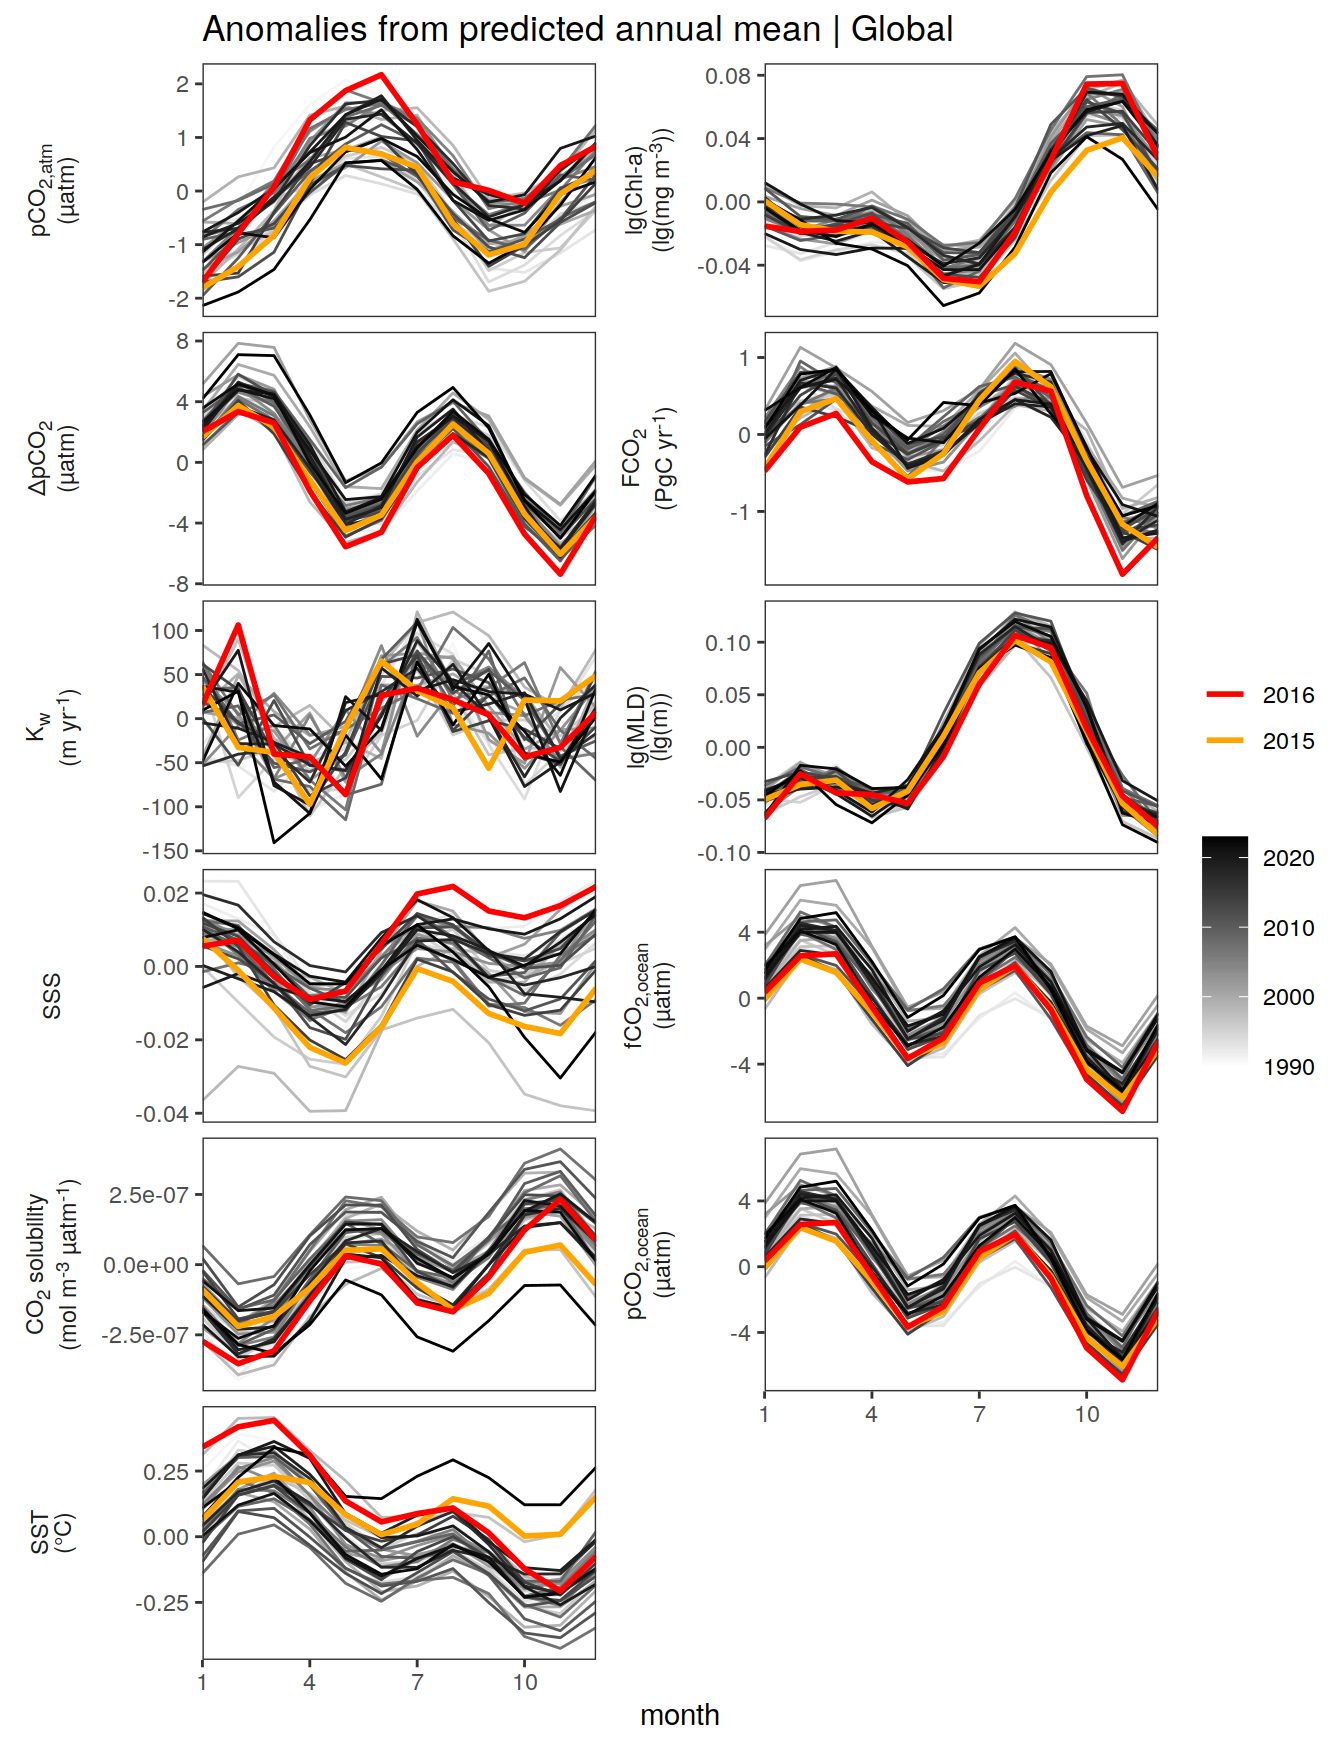 Anomalies from predicted annual mean | Global
pCO2,atm
(µatm)
2
1
0
-1
-2
lg(Chl-a)
(lg(mg m-3))
0.08
0.04
0.00
-0.04
ΔpCO2
(µatm)
8
4
0
-4
-8
FCO2
(PgC yr-1)
1
0
-1
Kw
(m yr-1)
100
50
0
-50
-100
-150
lg(MLD)
(lg(m))
0.10
0.05
0.00
-0.05
-0.10
SSS
0.02
0.00
-0.02
-0.04
fCO2,ocean
(µatm)
4
0
-4
CO2 solubility
(mol m-3 µatm-1)
2.5e-07
0.0e+00
-2.5e-07
pCO2,ocean
(µatm)
4
0
-4
1 4 7 10
SST
(°C)
0.25
0.00
-0.25
1 4 7 10
month
2016
2015
2020
2010
2000
1990